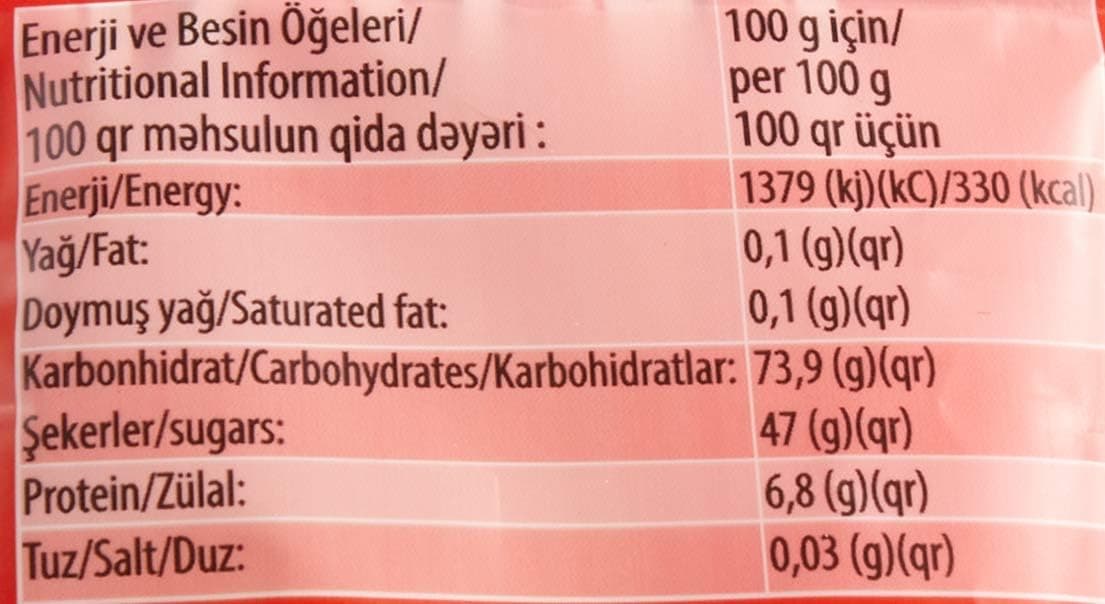 Enerji ve Besin Öğeleri/ 100 g için/
Nutritional Information/ per 100 g
100 qr məhsulun qida dəyəri : 100 qr üçün
Enerji/Energy: 1379 (kj)(kC)/330 (kcal)
Yağ/Fat: 0,1 (g)(qr)
Doymuş yağ/Saturated fat: 0,1 (g)(qr)
Karbonhidrat/Carbohydrates/Karbohidratlar: 73,9 (g)(qr)
Şekerler/sugars: 47 (g)(qr)
Protein/Zülal: 6,8 (g)(qr)
Tuz/Salt/Duz: 0,03 (g)(qr)